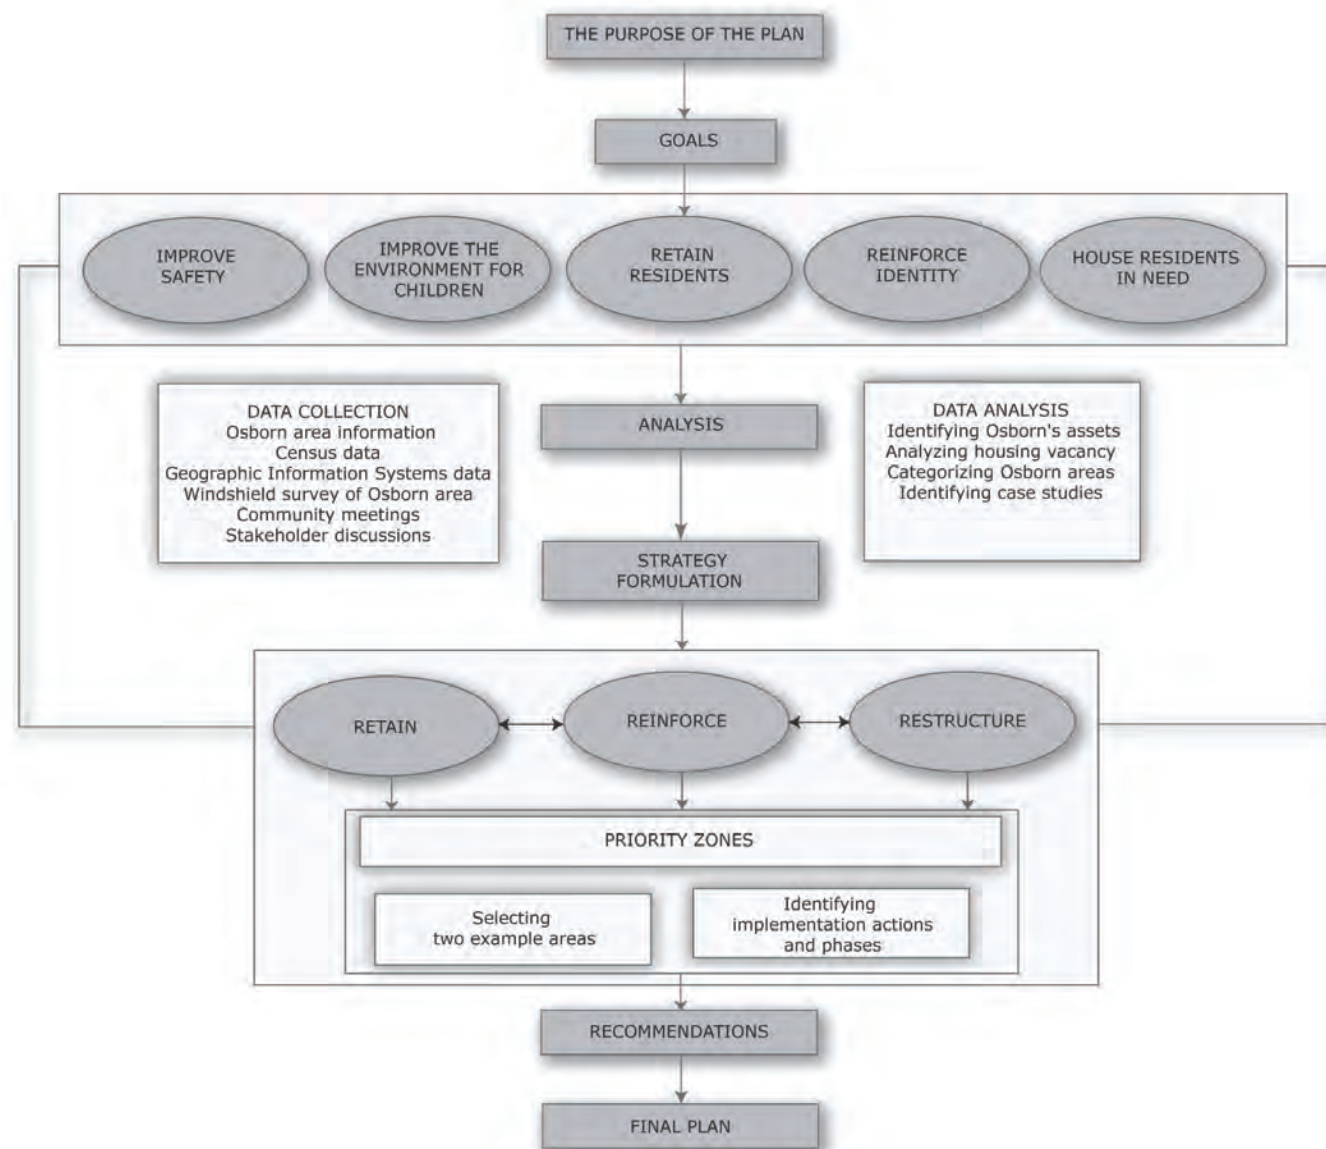 THE PURPOSE OF THE PLAN
GOALS
IMPROVE
SAFETY
IMPROVE THE
ENVIRONMENT FOR
CHILDREN
RETAIN
RESIDENTS
REINFORCE
IDENTITY
HOUSE RESIDENTS
IN NEED
DATA COLLECTION
Osborn area information
Census data
Geographic Information Systems data
Windshield survey of Osborn area
Community meetings
Stakeholder discussions
ANALYSIS
DATA ANALYSIS
Identifying Osborn's assets
Analyzing housing vacancy
Categorizing Osborn areas
Identifying case studies
STRATEGY
FORMULATION
RETAIN
REINFORCE
RESTRUCTURE
PRIORITY ZONES
Selecting
two example areas
Identifying
implementation actions
and phases
RECOMMENDATIONS
FINAL PLAN